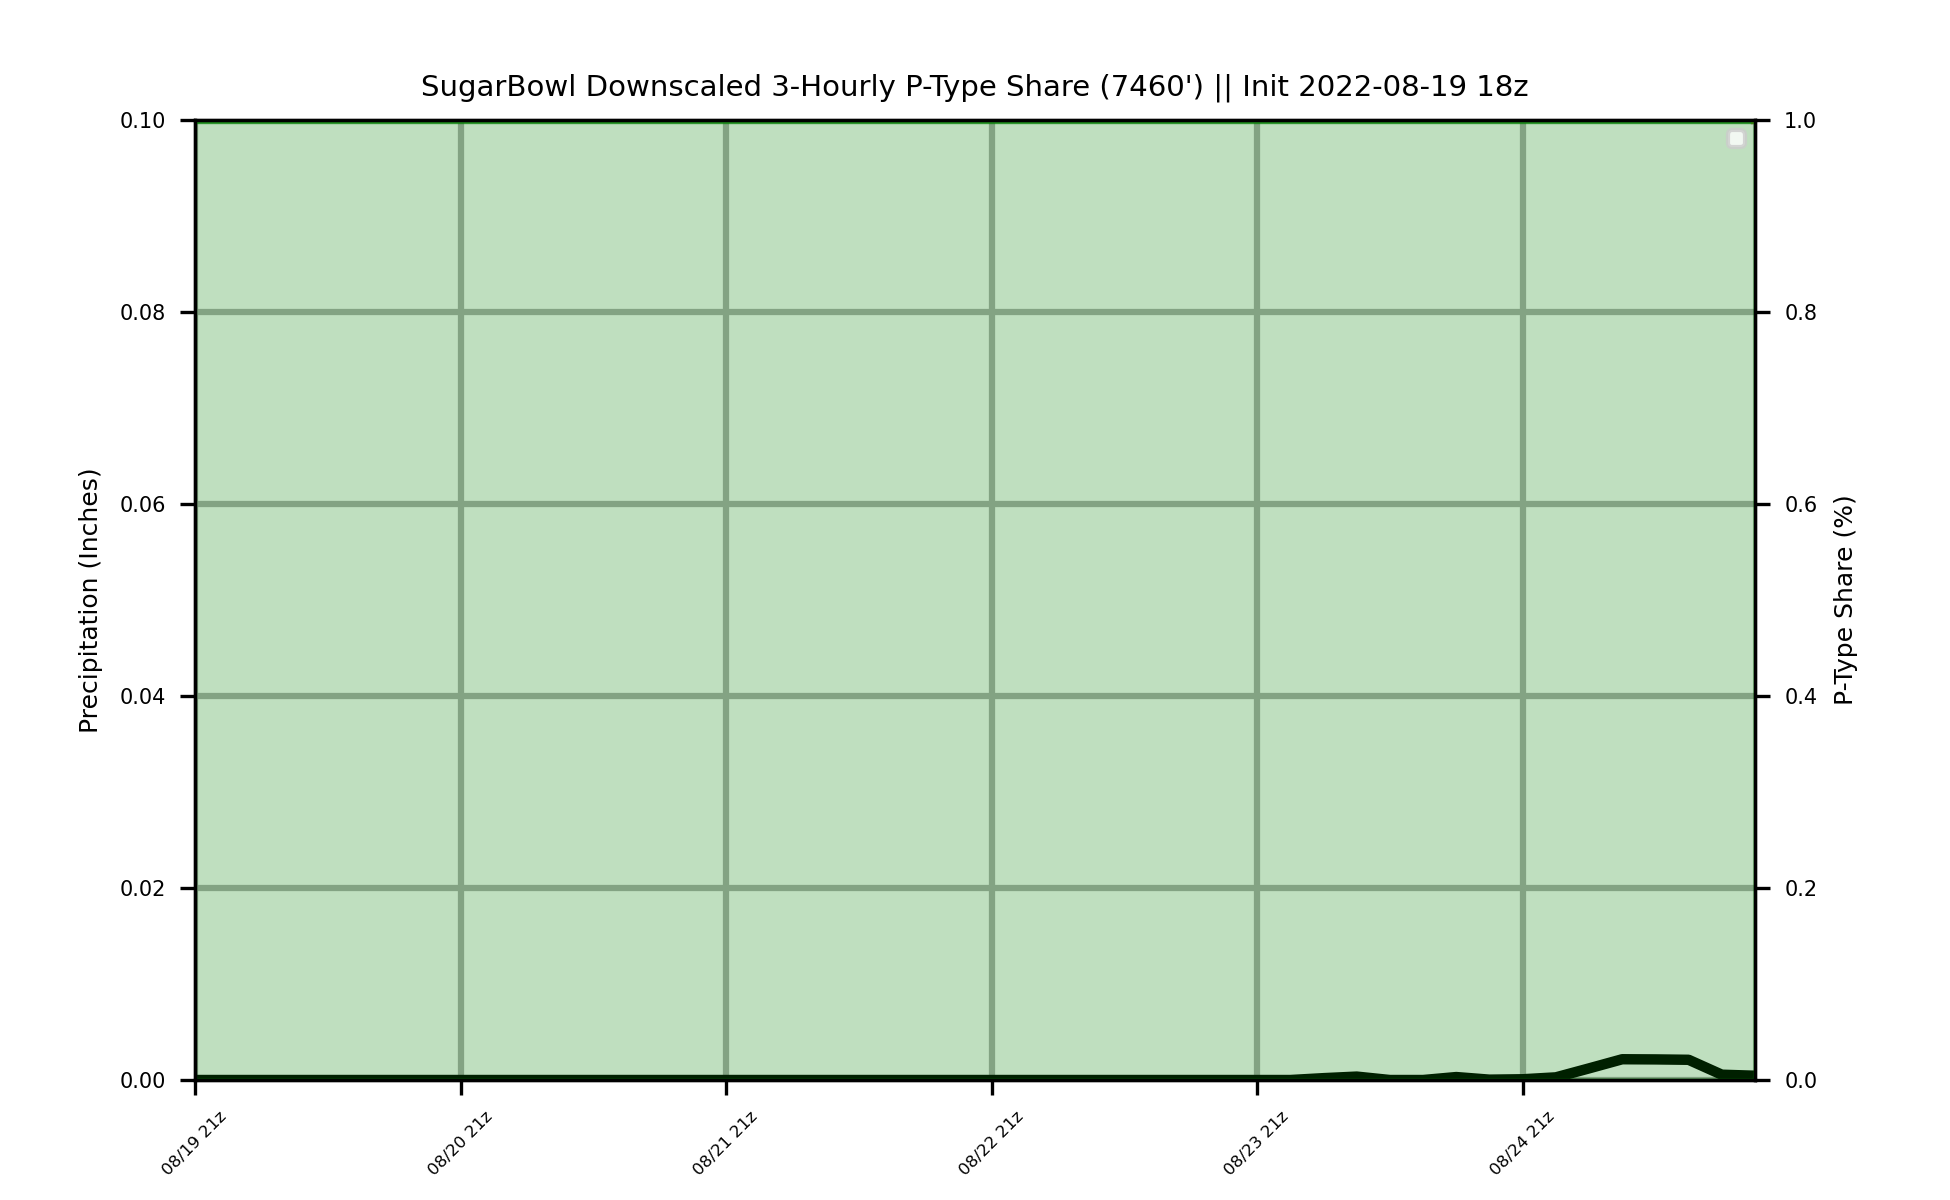 SugarBowl Downscaled 3-Hourly P-Type Share (7460') || Init 2022-08-19 18z
Precipitation (Inches)
0.10
0.08
0.06
0.04
0.02
0.00
1.0
0.8
0.6
0.4
0.2
0.0
P-Type Share (%)
08/19 21z
08/20 21z
08/21 21z
08/22 21z
08/23 21z
08/24 21z